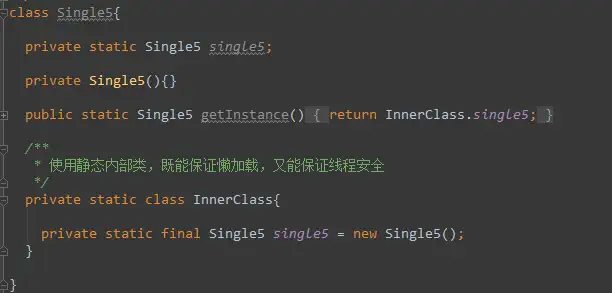 class Single5{
private static Single5 single5;
private Single5(){}
public static Single5 getInstance() { return InnerClass.single5; }
/**
* 使用静态内部类，既能保证懒加载，又能保证线程安全
*/
private static class InnerClass{
private static final Single5 single5 = new Single5();
}
}